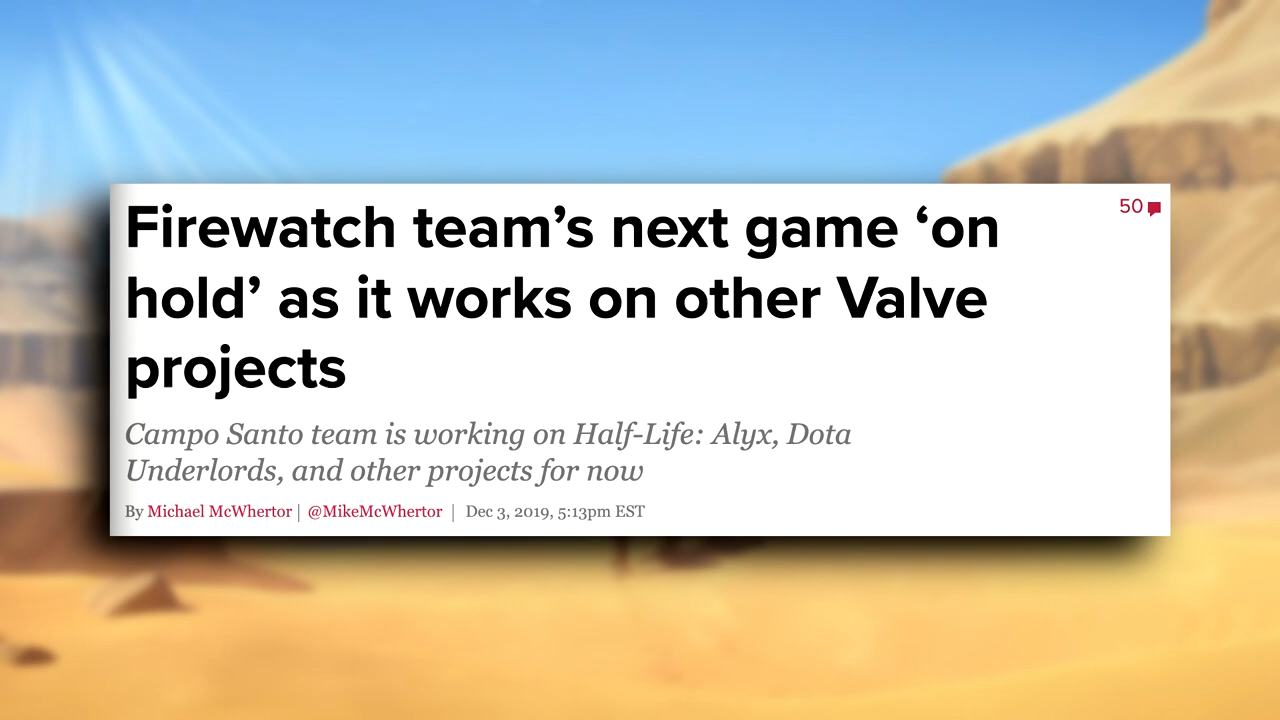 Firewatch team’s next game ‘on
50
hold’ as it works on other Valve
projects
Campo Santo team is working on Half-Life: Alyx, Dota
Underlords, and other projects for now
By Michael McWhertor | @MikeMcWhertor | Dec 3, 2019, 5:13pm EST